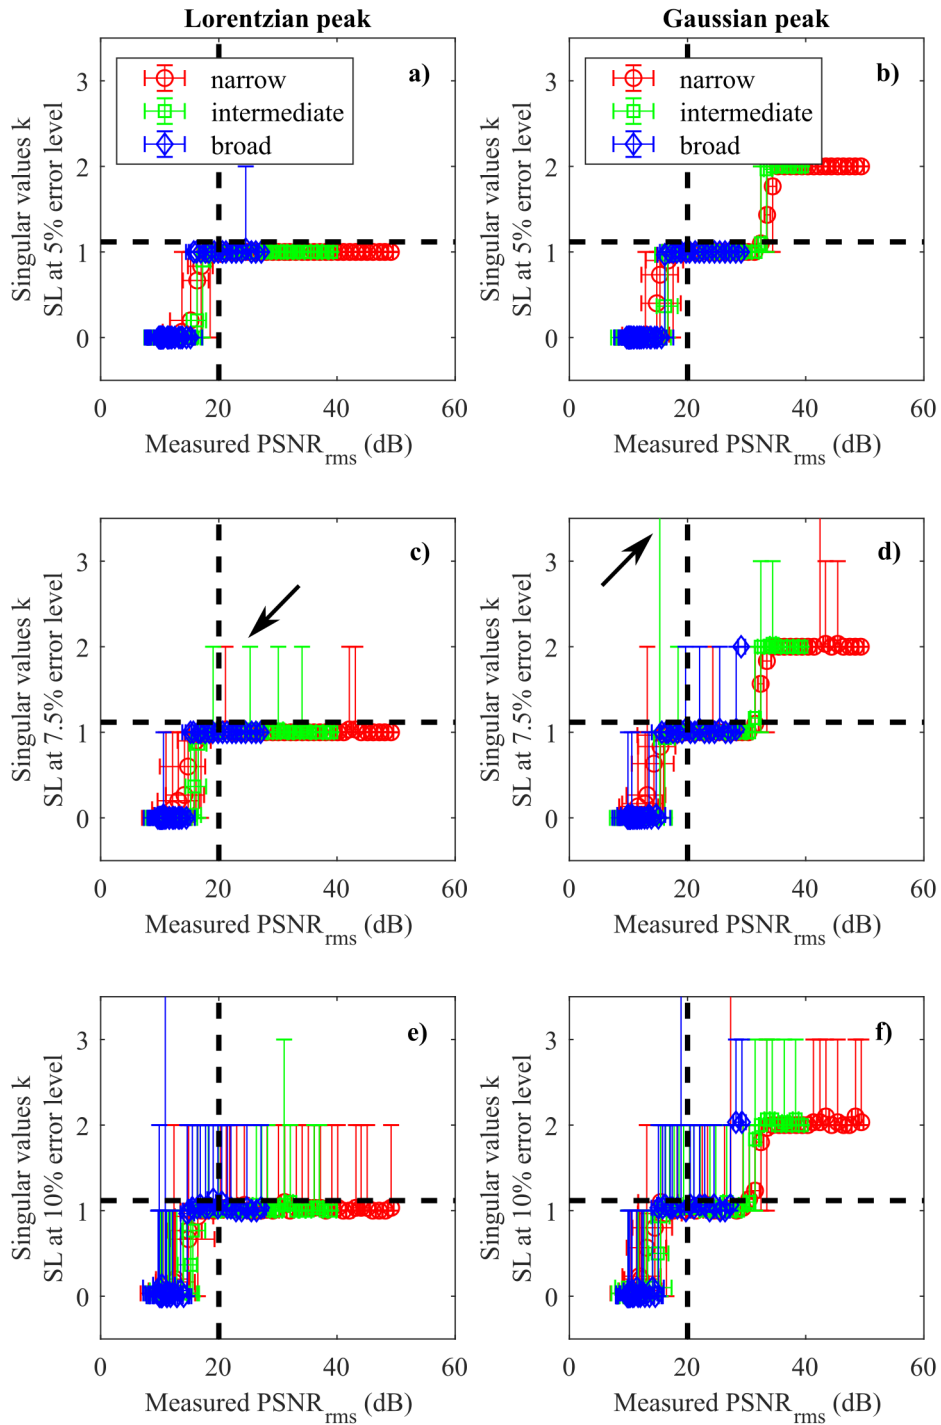 Lorentzian peak
Gaussian peak
Singular values k
SL at 5% error level
3
2
1
0
narrow
intermediate
broad
a)
0 20 40 60
Measured PSNRrms (dB)
Singular values k
SL at 5% error level
3
2
1
0
narrow
intermediate
broad
b)
0 20 40 60
Measured PSNRrms (dB)
Singular values k
SL at 7.5% error level
3
2
1
0
c)
0 20 40 60
Measured PSNRrms (dB)
Singular values k
SL at 7.5% error level
3
2
1
0
d)
0 20 40 60
Measured PSNRrms (dB)
Singular values k
SL at 10% error level
3
2
1
0
e)
0 20 40 60
Measured PSNRrms (dB)
Singular values k
SL at 10% error level
3
2
1
0
f)
0 20 40 60
Measured PSNRrms (dB)